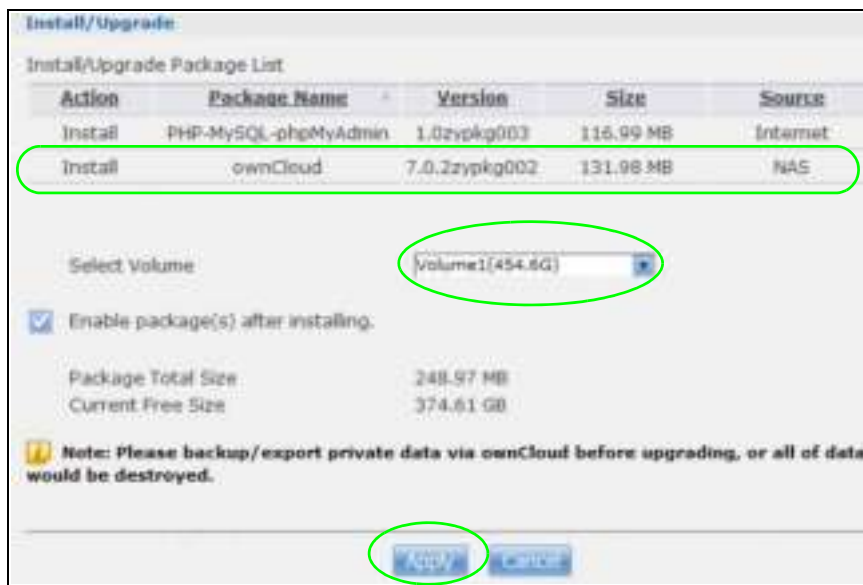 Install/Upgrade
Install/Upgrade Package List
Action Package Name Version Size Source
Install PHP-MySQL-phpMyAdmin 1.0zypkg003 116.99 MB Internet
Install ownCloud 7.0.2zypkg002 131.98 MB NAS
Select Volume Volume1(454.6G)
Enable package(s) after installing.
Package Total Size 248.97 MB
Current Free Size 374.61 GB
Note: Please backup/export private data via ownCloud before upgrading, or all of data
would be destroyed.
Apply Cancel